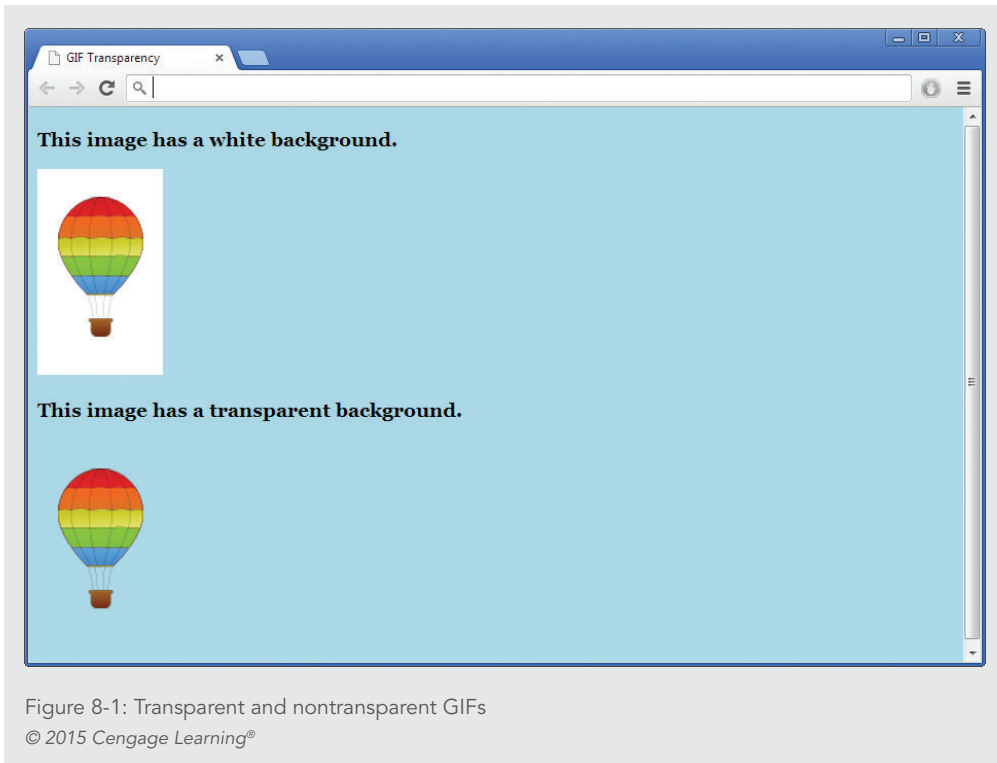 GIF Transparency
This image has a white background.
This image has a transparent background.
Figure 8-1: Transparent and nontransparent GIFs
© 2015 Cengage Learning®